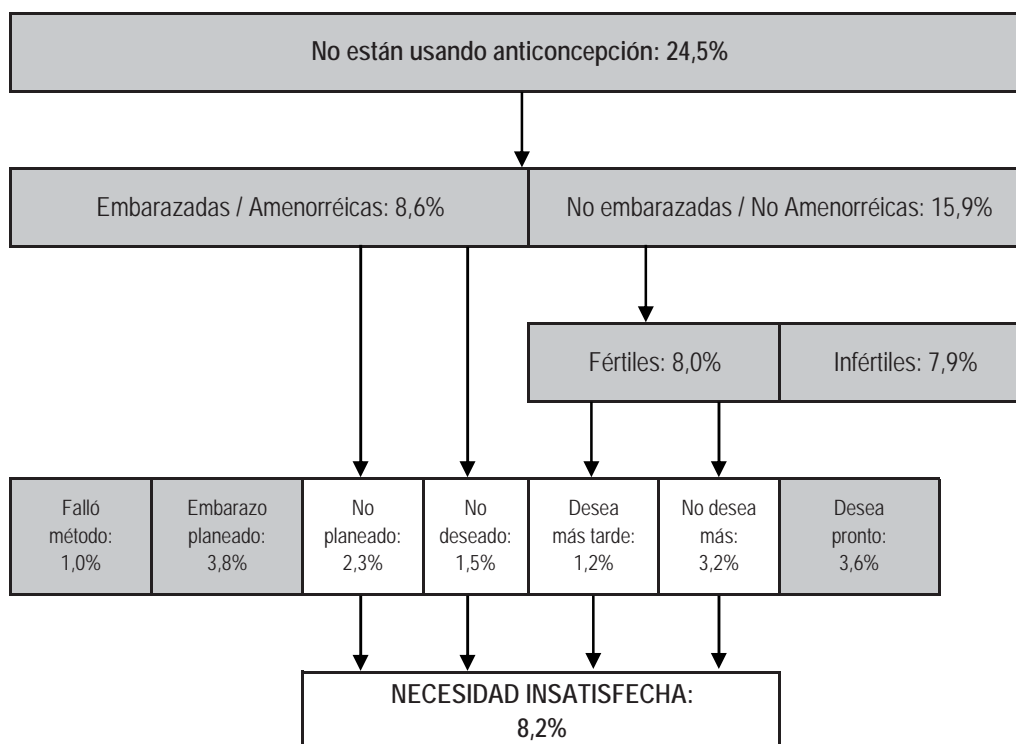 No están usando anticoncepción: 24,5%
Embarazadas / Amenorréicas: 8,6%
No embarazadas / No Amenorréicas: 15,9%
Fértiles: 8,0%
Infértiles: 7,9%
Falló
método:
1,0%
Embarazo
planeado:
3,8%
No
planeado:
2,3%
No
deseado:
1,5%
Desea
más tarde:
1,2%
No desea
más:
3,2%
Desea
pronto:
3,6%
NECESIDAD INSATISFECHA:
8,2%